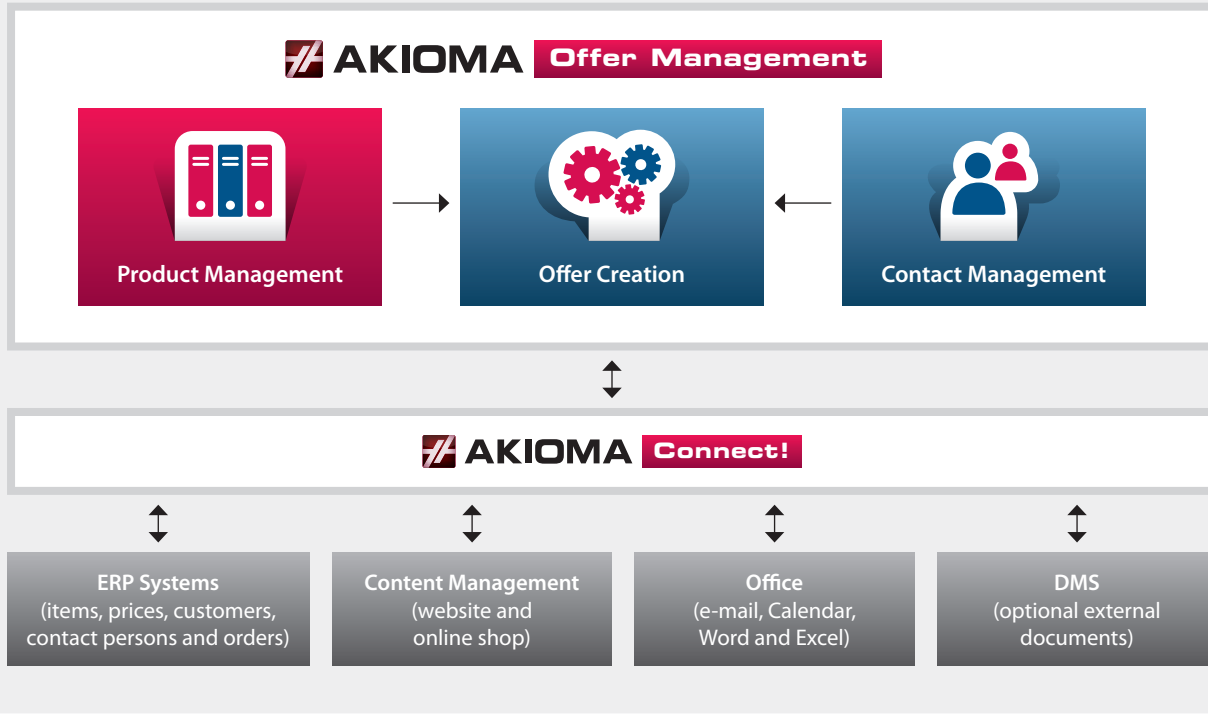 AKIOMA Offer Management
Product Management
Offer Creation
Contact Management
AKIOMA Connect!
ERP Systems
(items, prices, customers,
contact persons and orders)
Content Management
(website and
online shop)
Office
(e-mail, Calendar,
Word and Excel)
DMS
(optional external
documents)